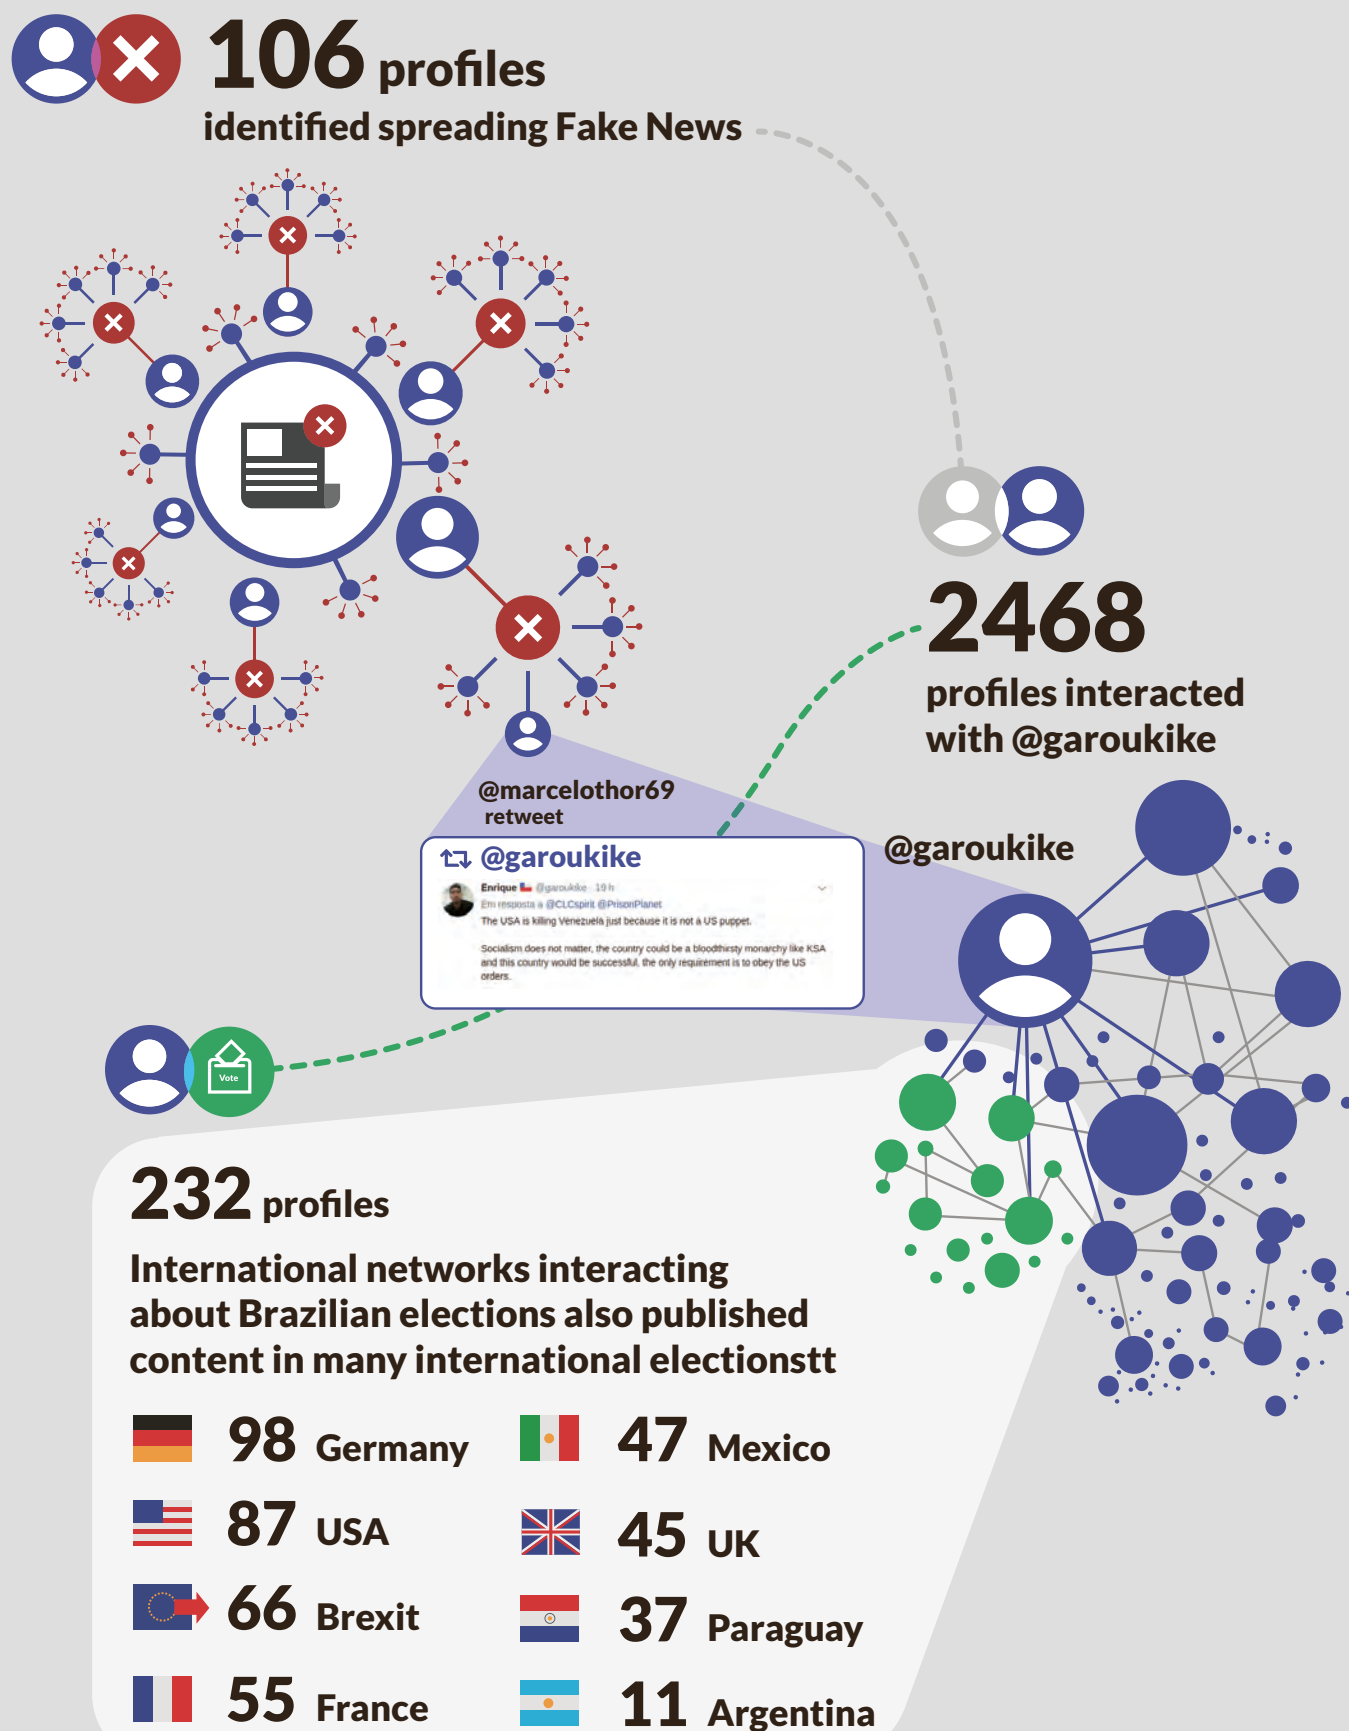 106 profiles
identified spreading Fake News
2468
profiles interacted
with @garoukike
@marcelothor69
retweet
@garoukike
@garoukike
Enrique @garoukike · 19 h
Em resposta a @CLCspirit @PrisonPlanet
The USA is killing Venezuela just because it is not a US puppet.
Socialism does not matter, the country could be a bloodthirsty monarchy like KSA
and this country would be successful, the only requirement is to obey the US
orders.
Vote
232 profiles
International networks interacting
about Brazilian elections also published
content in many international electionstt
98 Germany
47 Mexico
87 USA
45 UK
66 Brexit
37 Paraguay
55 France
11 Argentina